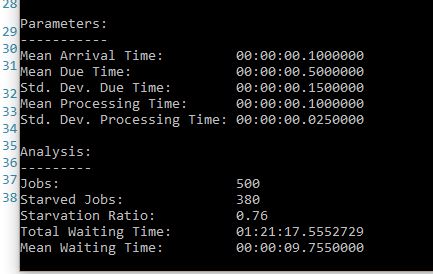 28
Parameters:
-----------
29
30
Mean Arrival Time: 00:00:00.1000000
31
Mean Due Time: 00:00:00.5000000
Std. Dev. Due Time: 00:00:00.1500000
32
Mean Processing Time: 00:00:00.1000000
33
Std. Dev. Processing Time: 00:00:00.0250000
34
35
Analysis:
36
---------
37
Jobs: 500
38
Starved Jobs: 380
Starvation Ratio: 0.76
Total Waiting Time: 01:21:17.5552729
Mean Waiting Time: 00:00:09.7550000